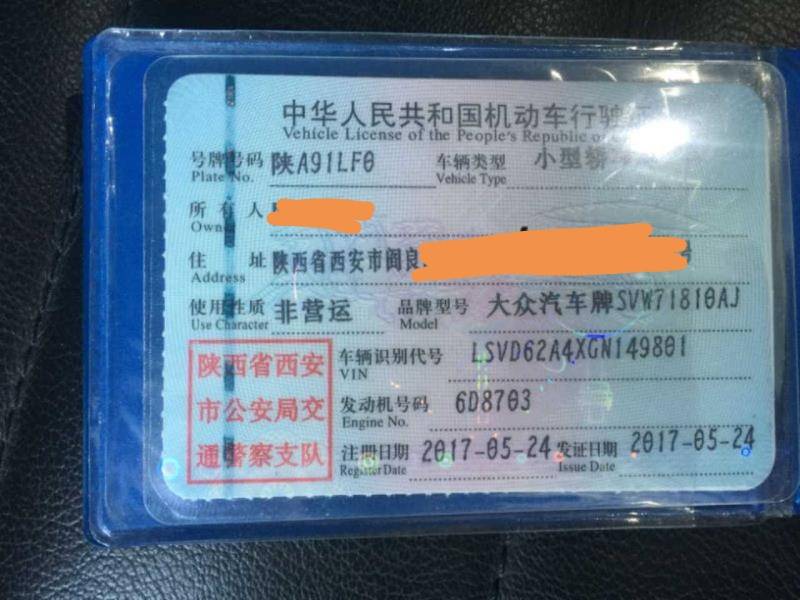 中华人民共和国机动车行驶
Vehicle License of the People's Republic
号牌号码 陕A91LF0 车辆类型 小型轿
Plate No. Vehicle Type
所有人
Owner
住址 陕西省西安市阎良 号
Address
使用性质 非营运 品牌型号 大众汽车牌SVW71810AJ
Use Character Model
陕西省西安
市公安局交
通警察支队
车辆识别代号 LSVD62A4XGN149801
VIN
发动机号码 6D8703
Engine No.
注册日期 2017-05-24 发证日期 2017-05-24
Register Date Issue Date